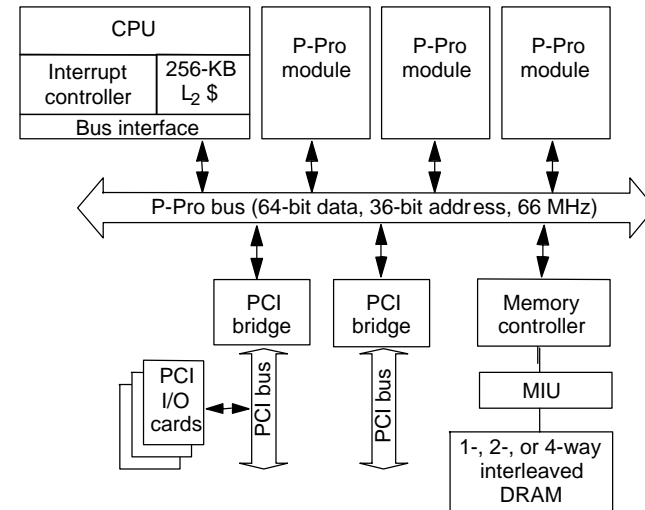 CPU
Interrupt
controller
256-KB
L2 $
Bus interface
P-Pro
module
P-Pro
module
P-Pro
module
P-Pro bus (64-bit data, 36-bit address, 66 MHz)
PCI
bridge
PCI
bridge
Memory
controller
PCI
I/O
cards
PCI bus
PCI bus
MIU
1-, 2-, or 4-way
interleaved
DRAM